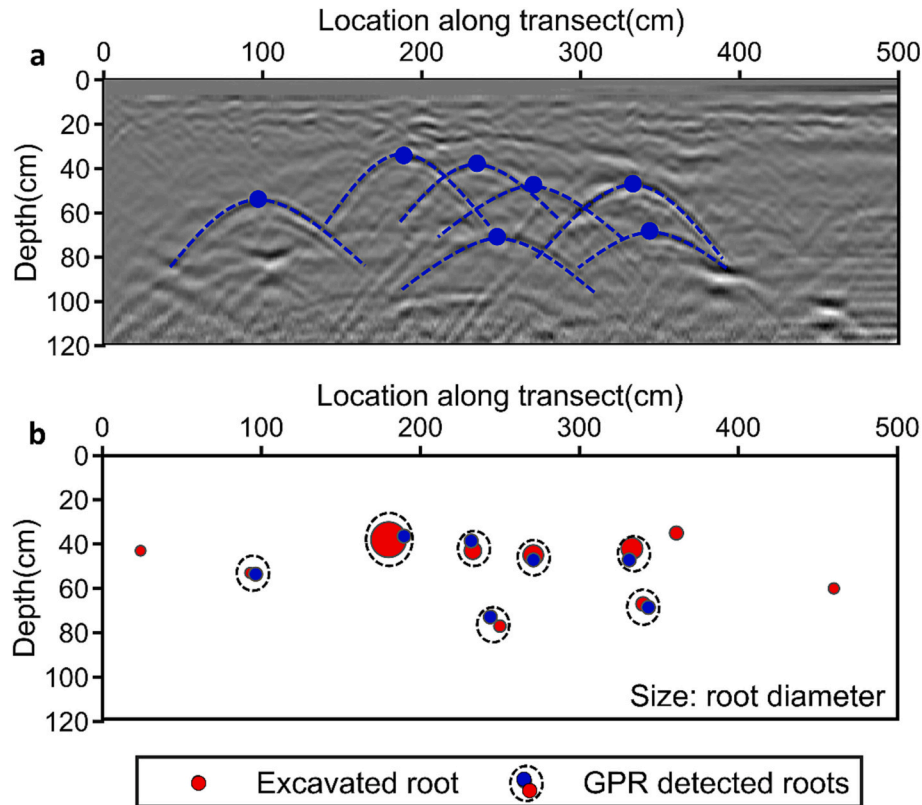 Location along transect(cm)
a
0 100 200 300 400 500
Depth(cm)
0
20
40
60
80
100
120
Location along transect(cm)
b
0 100 200 300 400 500
Depth(cm)
0
20
40
60
80
100
120
Size: root diameter
Excavated root GPR detected roots